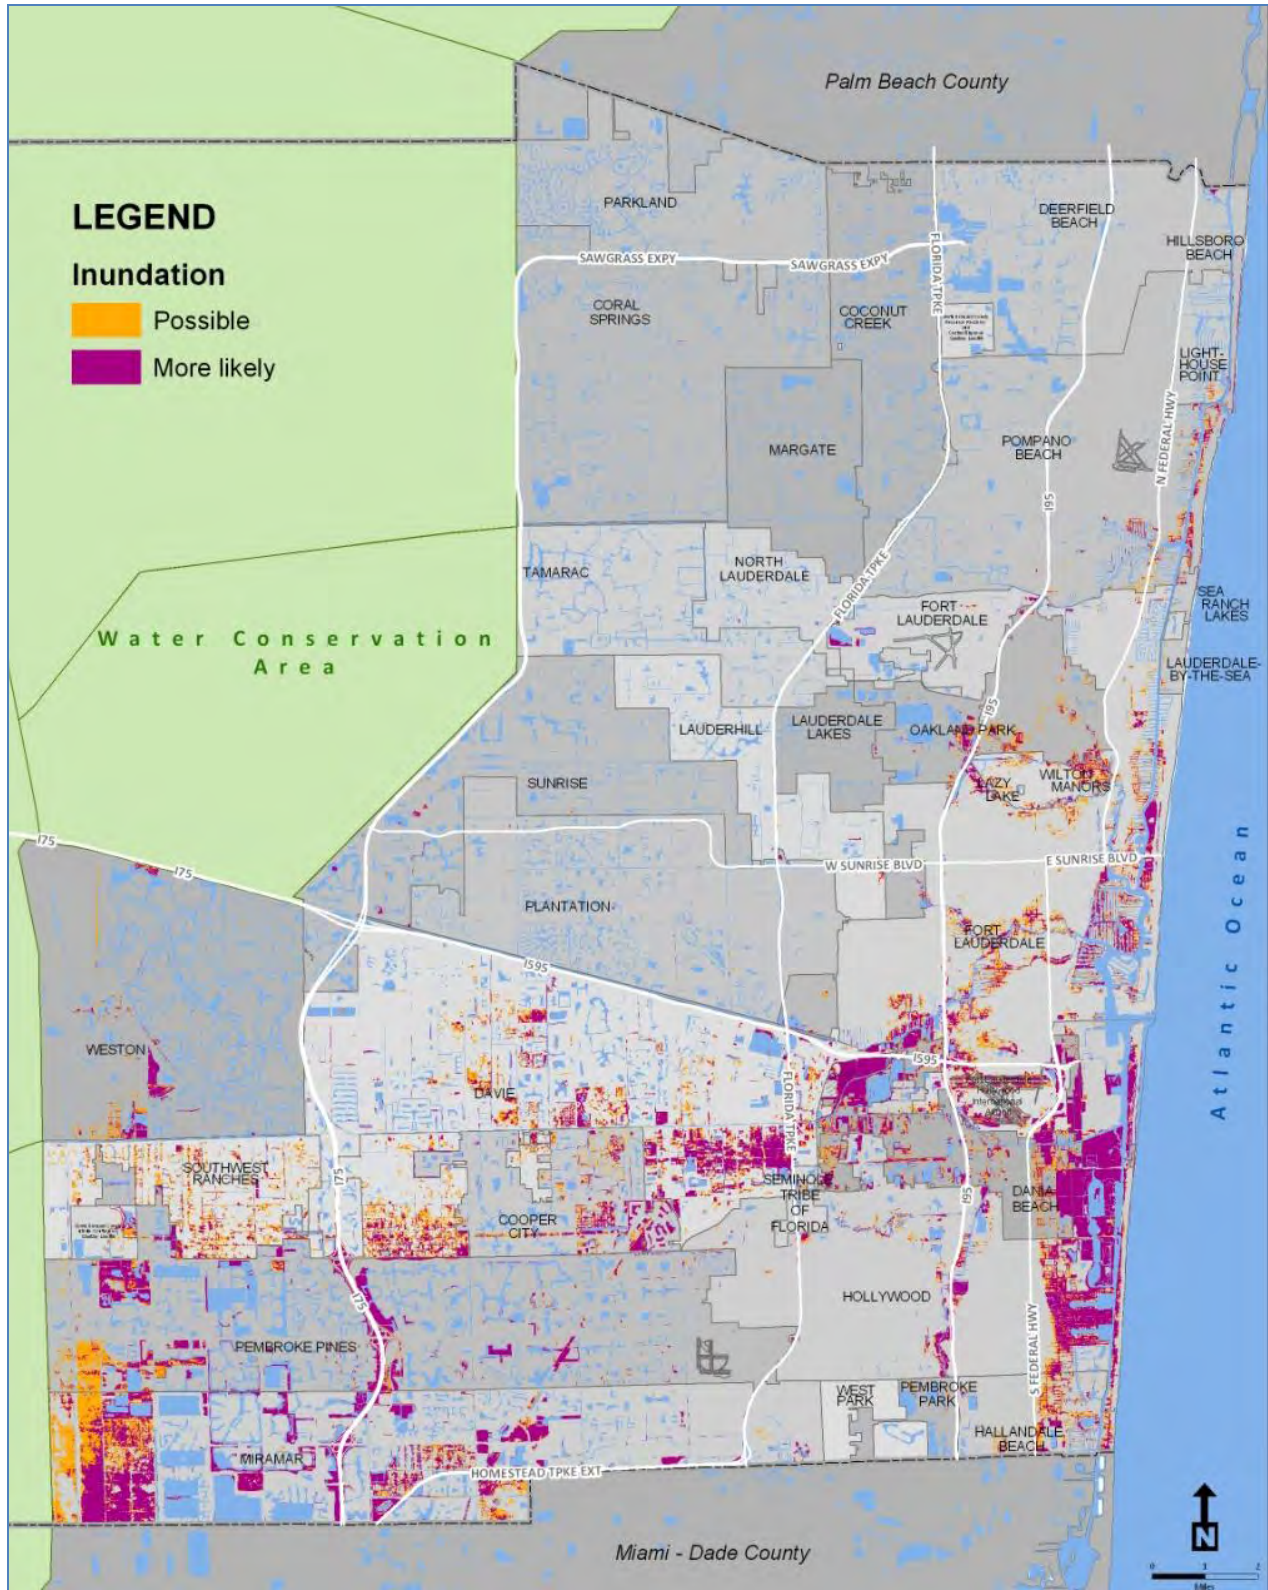 Palm Beach County
LEGEND
Inundation
Possible
More likely
PARKLAND
DEERFIELD
BEACH
HILLSBORO
BEACH
SAWGRASS EXPY
SAWGRASS EXPY
FLORIDA TPKE
CORAL
SPRINGS
COCONUT
CREEK
LIGHT-
HOUSE
POINT
N FEDERAL HWY
MARGATE
POMPANO
BEACH
I95
TAMARAC
NORTH
LAUDERDALE
FLORIDA TPKE
FORT
LAUDERDALE
SEA
RANCH
LAKES
Water Conservation
Area
LAUDERDALE-
BY-THE-SEA
I95
LAUDERHILL
LAUDERDALE
LAKES
OAKLAND PARK
SUNRISE
LAZY
LAKE
WILTON
MANORS
I75
I75
W SUNRISE BLVD
E SUNRISE BLVD
PLANTATION
FORT
LAUDERDALE
Atlantic Ocean
I595
WESTON
I595
DAVIE
FLORIDA TPKE
International
SOUTHWEST
RANCHES
I75
SEMINOLE
TRIBE
OF
FLORIDA
I95
DANIA
BEACH
COOPER
CITY
I75
HOLLYWOOD
PEMBROKE PINES
S FEDERAL HWY
WEST
PARK
PEMBROKE
PARK
HALLANDALE
BEACH
MIRAMAR
HOMESTEAD TPKE EXT
N
Miami - Dade County
0 1 2
Miles